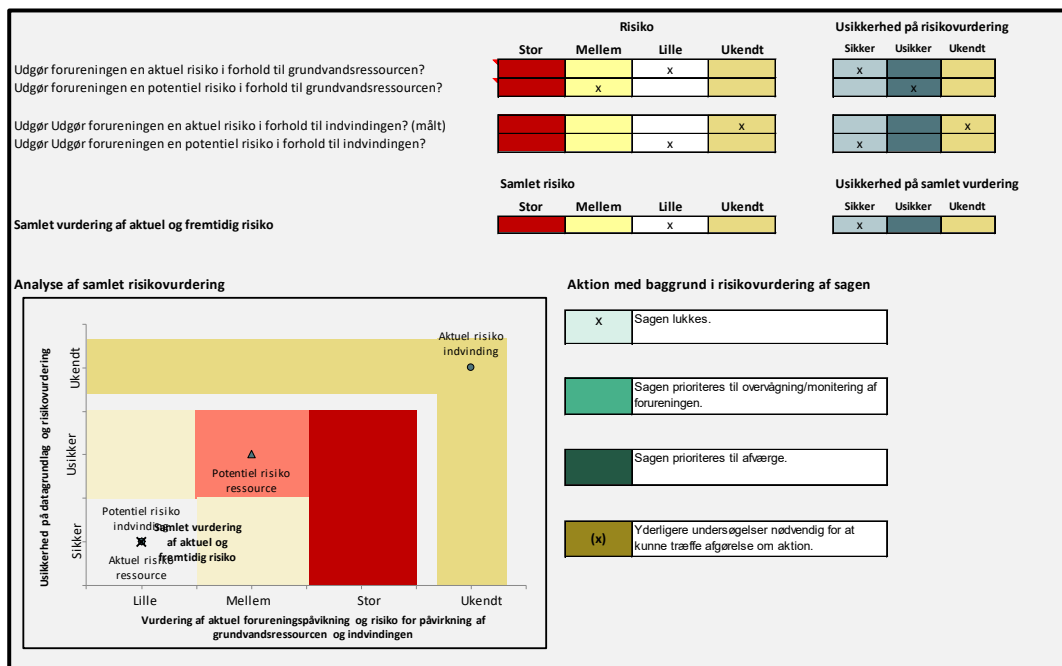 Risiko
Usikkerhed på risikovurdering
Stor Mellem Lille Ukendt Sikker Usikker Ukendt
Udgør forureningen en aktuel risiko i forhold til grundvandsressourcen? x x
Udgør forureningen en potentiel risiko i forhold til grundvandsressourcen? x x
Udgør Udgør forureningen en aktuel risiko i forhold til indvindingen? (målt) x x
Udgør Udgør forureningen en potentiel risiko i forhold til indvindingen? x x
Samlet risiko
Usikkerhed på samlet vurdering
Stor Mellem Lille Ukendt Sikker Usikker Ukendt
Samlet vurdering af aktuel og fremtidig risiko x x
Analyse af samlet risikovurdering
Usikkerhed på datagrundlag og risikovurdering
Ukendt
Usikker
Sikker
Aktuel risiko
indvinding
Potentiel risiko
ressource
Potentiel risiko
indvinding
Samlet vurdering
af aktuel og
fremtidig risiko
Aktuel risiko
ressource
Lille Mellem Stor Ukendt
Vurdering af aktuel forureningspåvikning og risiko for påvirkning af
grundvandsressourcen og indvindingen
Aktion med baggrund i risikovurdering af sagen
x Sagen lukkes.
Sagen prioriteres til overvågning/monitering af
forureningen.
Sagen prioriteres til afværge.
(x) Yderligere undersøgelser nødvendig for at
kunne træffe afgørelse om aktion.